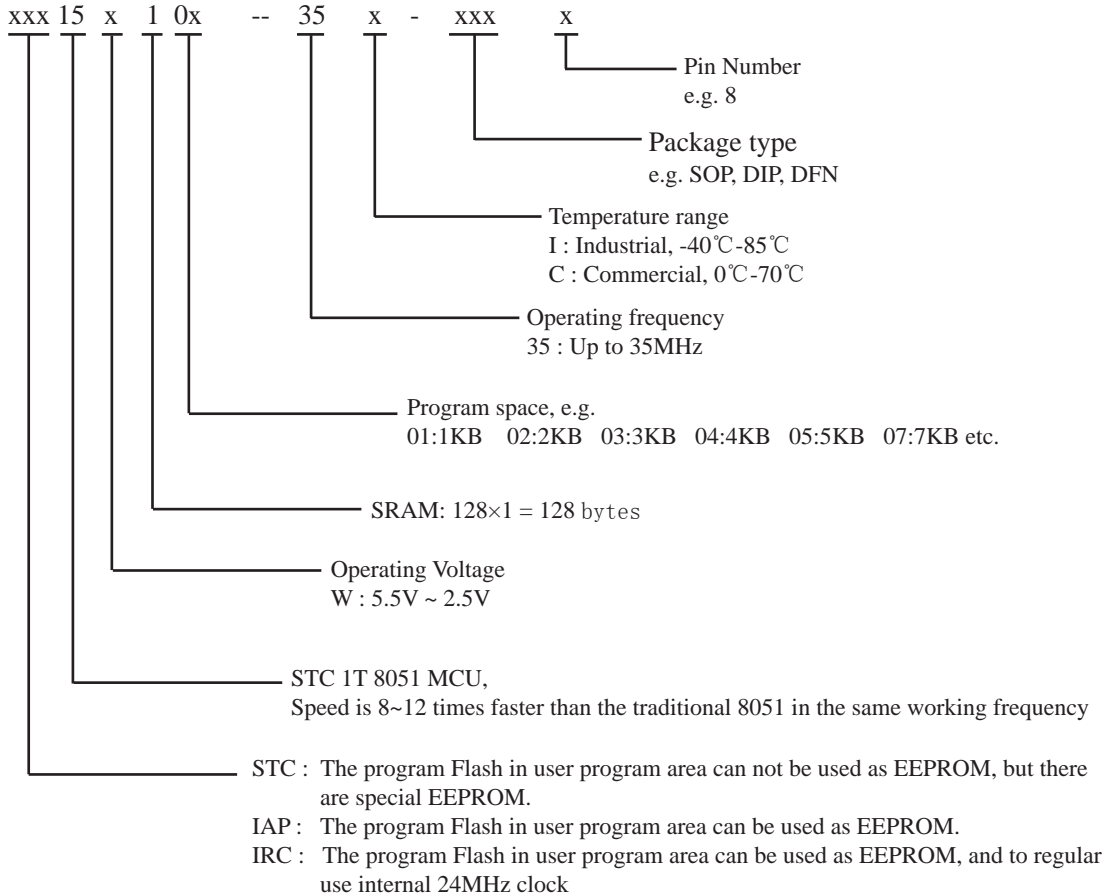 xxx 15 x 1 0x -- 35 x - xxx x
Pin Number
e.g. 8
Package type
e.g. SOP, DIP, DFN
Temperature range
I : Industrial, -40℃-85℃
C : Commercial, 0℃-70℃
Operating frequency
35 : Up to 35MHz
Program space, e.g.
01:1KB 02:2KB 03:3KB 04:4KB 05:5KB 07:7KB etc.
SRAM: 128×1 = 128 bytes
Operating Voltage
W : 5.5V ~ 2.5V
STC 1T 8051 MCU,
Speed is 8~12 times faster than the traditional 8051 in the same working frequency
STC : The program Flash in user program area can not be used as EEPROM, but there
are special EEPROM.
IAP : The program Flash in user program area can be used as EEPROM.
IRC : The program Flash in user program area can be used as EEPROM, and to regular
use internal 24MHz clock